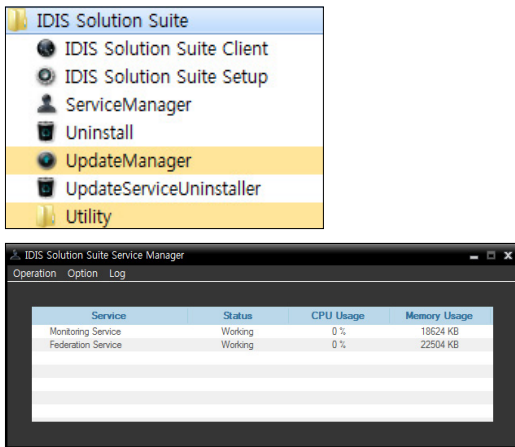 IDIS Solution Suite
IDIS Solution Suite Client
IDIS Solution Suite Setup
ServiceManager
Uninstall
UpdateManager
UpdateServiceUninstaller
Utility
IDIS Solution Suite Service Manager
Operation Option Log
Service Status CPU Usage Memory Usage
Monitoring Service Working 0 % 18624 KB
Federation Service Working 0 % 22504 KB